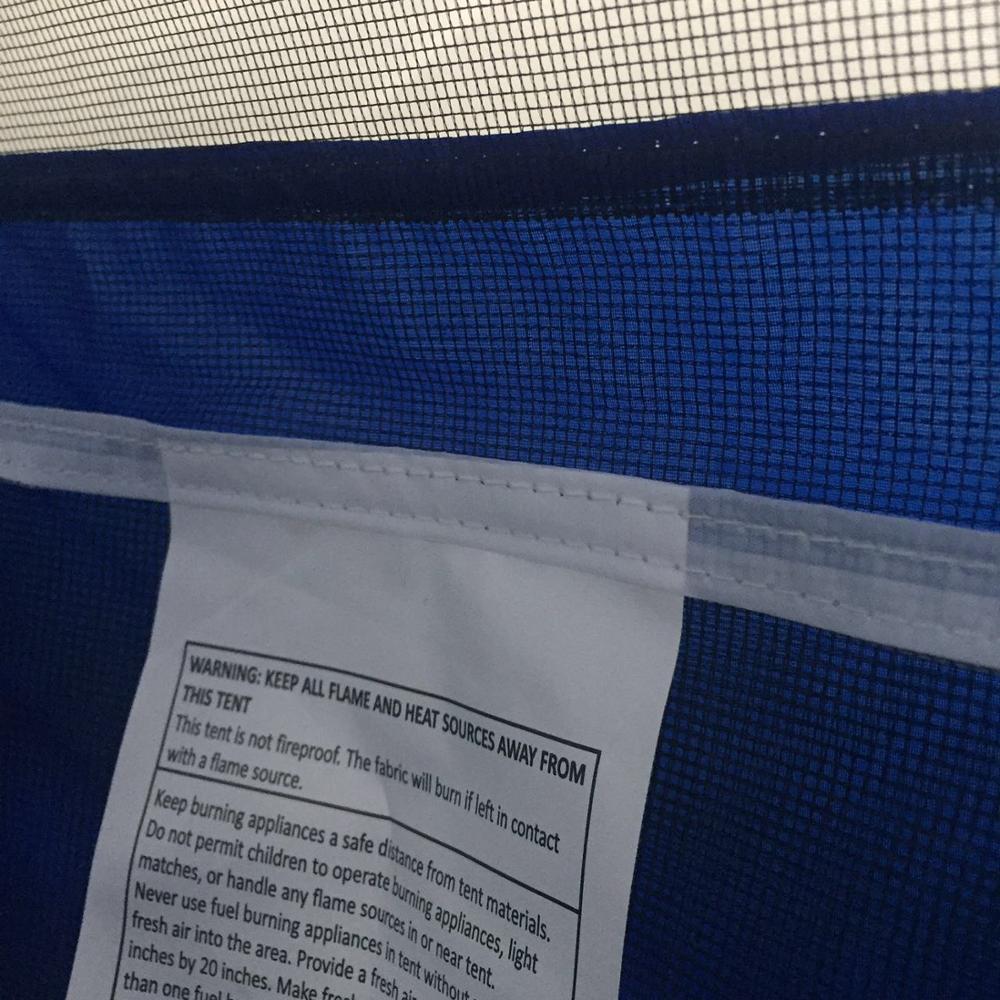 WARNING: KEEP ALL FLAME AND HEAT SOURCES AWAY FROM
THIS TENT
This tent is not fireproof. The fabric will burn if left in contact
with a flame source.
Keep burning appliances a safe distance from tent materials.
Do not permit children to operate burning appliances, light
matches, or handle any flame sources in or near tent.
Never use fuel burning appliances in tent without
fresh air into the area. Provide a fresh
inches by 20 inches. Make
than one fuel